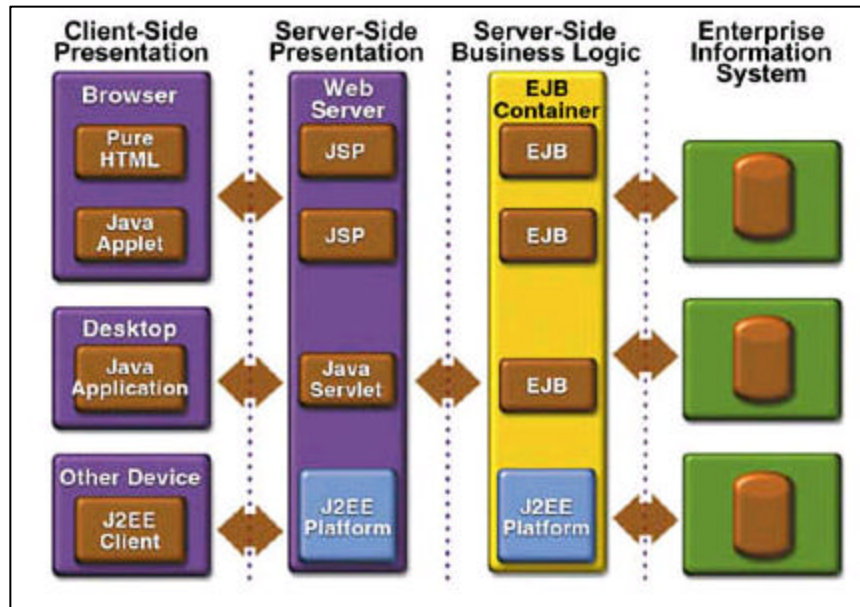 Client-Side
Presentation
Server-Side
Presentation
Server-Side
Business Logic
Enterprise
Information
System
Browser
Pure
HTML
Java
Applet
Desktop
Java
Application
Other Device
J2EE
Client
Web
Server
JSP
JSP
Java
Servlet
J2EE
Platform
EJB
Container
EJB
EJB
EJB
J2EE
Platform